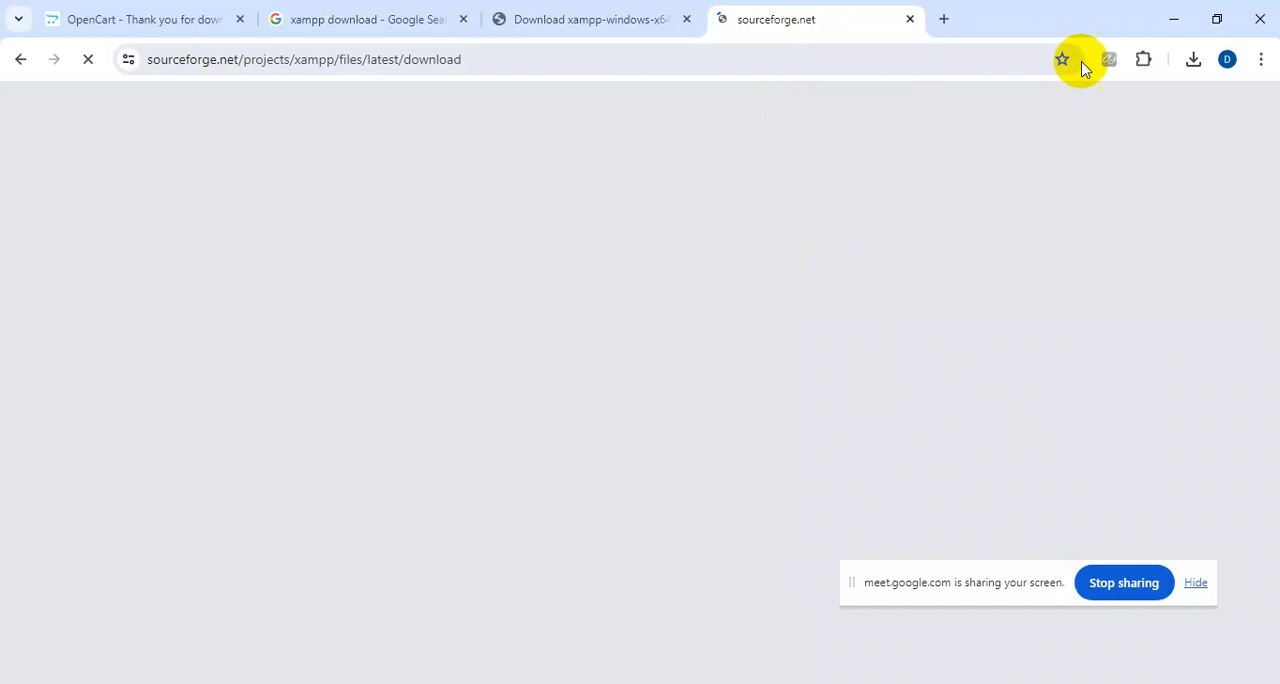 OpenCart - Thank you for dow
xampp download - Google Sea
Download xampp-windows-x64
sourceforge.net
sourceforge.net/projects/xampp/files/latest/download
D
meet.google.com is sharing your screen.
Stop sharing
Hide